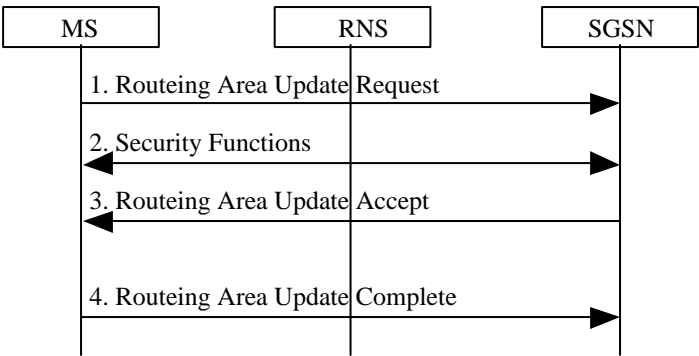 MS
RNS
SGSN
1. Routeing Area Update Request
2. Security Functions
3. Routeing Area Update Accept
4. Routeing Area Update Complete